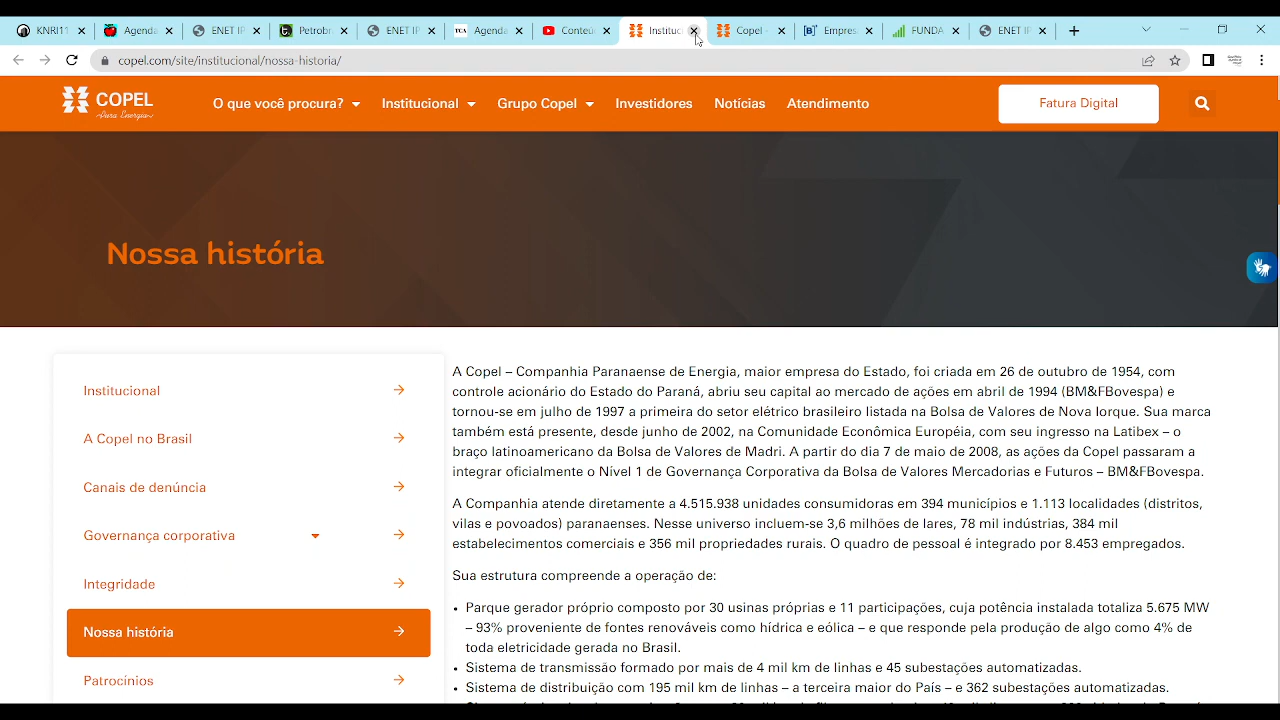 KNRI11
Agenda
ENET IP
Petrob
ENET IP
TCA Agenda
Conteú
Instituc
Copel -
Empres
FUNDA
ENET IP
copel.com/site/institucional/nossa-historia/
COPEL
Pura Energia
O que você procura?
Institucional
Grupo Copel
Investidores
Notícias
Atendimento
Fatura Digital
Nossa história
Institucional
A Copel no Brasil
Canais de denúncia
Governança corporativa
Integridade
Nossa história
Patrocínios
A Copel – Companhia Paranaense de Energia, maior empresa do Estado, foi criada em 26 de outubro de 1954, com
controle acionário do Estado do Paraná, abriu seu capital ao mercado de ações em abril de 1994 (BM&FBovespa) e
tornou-se em julho de 1997 a primeira do setor elétrico brasileiro listada na Bolsa de Valores de Nova Iorque. Sua marca
também está presente, desde junho de 2002, na Comunidade Econômica Européia, com seu ingresso na Latibex – o
braço latinoamericano da Bolsa de Valores de Madri. A partir do dia 7 de maio de 2008, as ações da Copel passaram a
integrar oficialmente o Nível 1 de Governança Corporativa da Bolsa de Valores Mercadorias e Futuros – BM&FBovespa.
A Companhia atende diretamente a 4.515.938 unidades consumidoras em 394 municípios e 1.113 localidades (distritos,
vilas e povoados) paranaenses. Nesse universo incluem-se 3,6 milhões de lares, 78 mil indústrias, 384 mil
estabelecimentos comerciais e 356 mil propriedades rurais. O quadro de pessoal é integrado por 8.453 empregados.
Sua estrutura compreende a operação de:
• Parque gerador próprio composto por 30 usinas próprias e 11 participações, cuja potência instalada totaliza 5.675 MW
– 93% proveniente de fontes renováveis como hídrica e eólica – e que responde pela produção de algo como 4% de
toda eletricidade gerada no Brasil.
• Sistema de transmissão formado por mais de 4 mil km de linhas e 45 subestações automatizadas.
• Sistema de distribuição com 195 mil km de linhas – a terceira maior do País – e 362 subestações automatizadas.